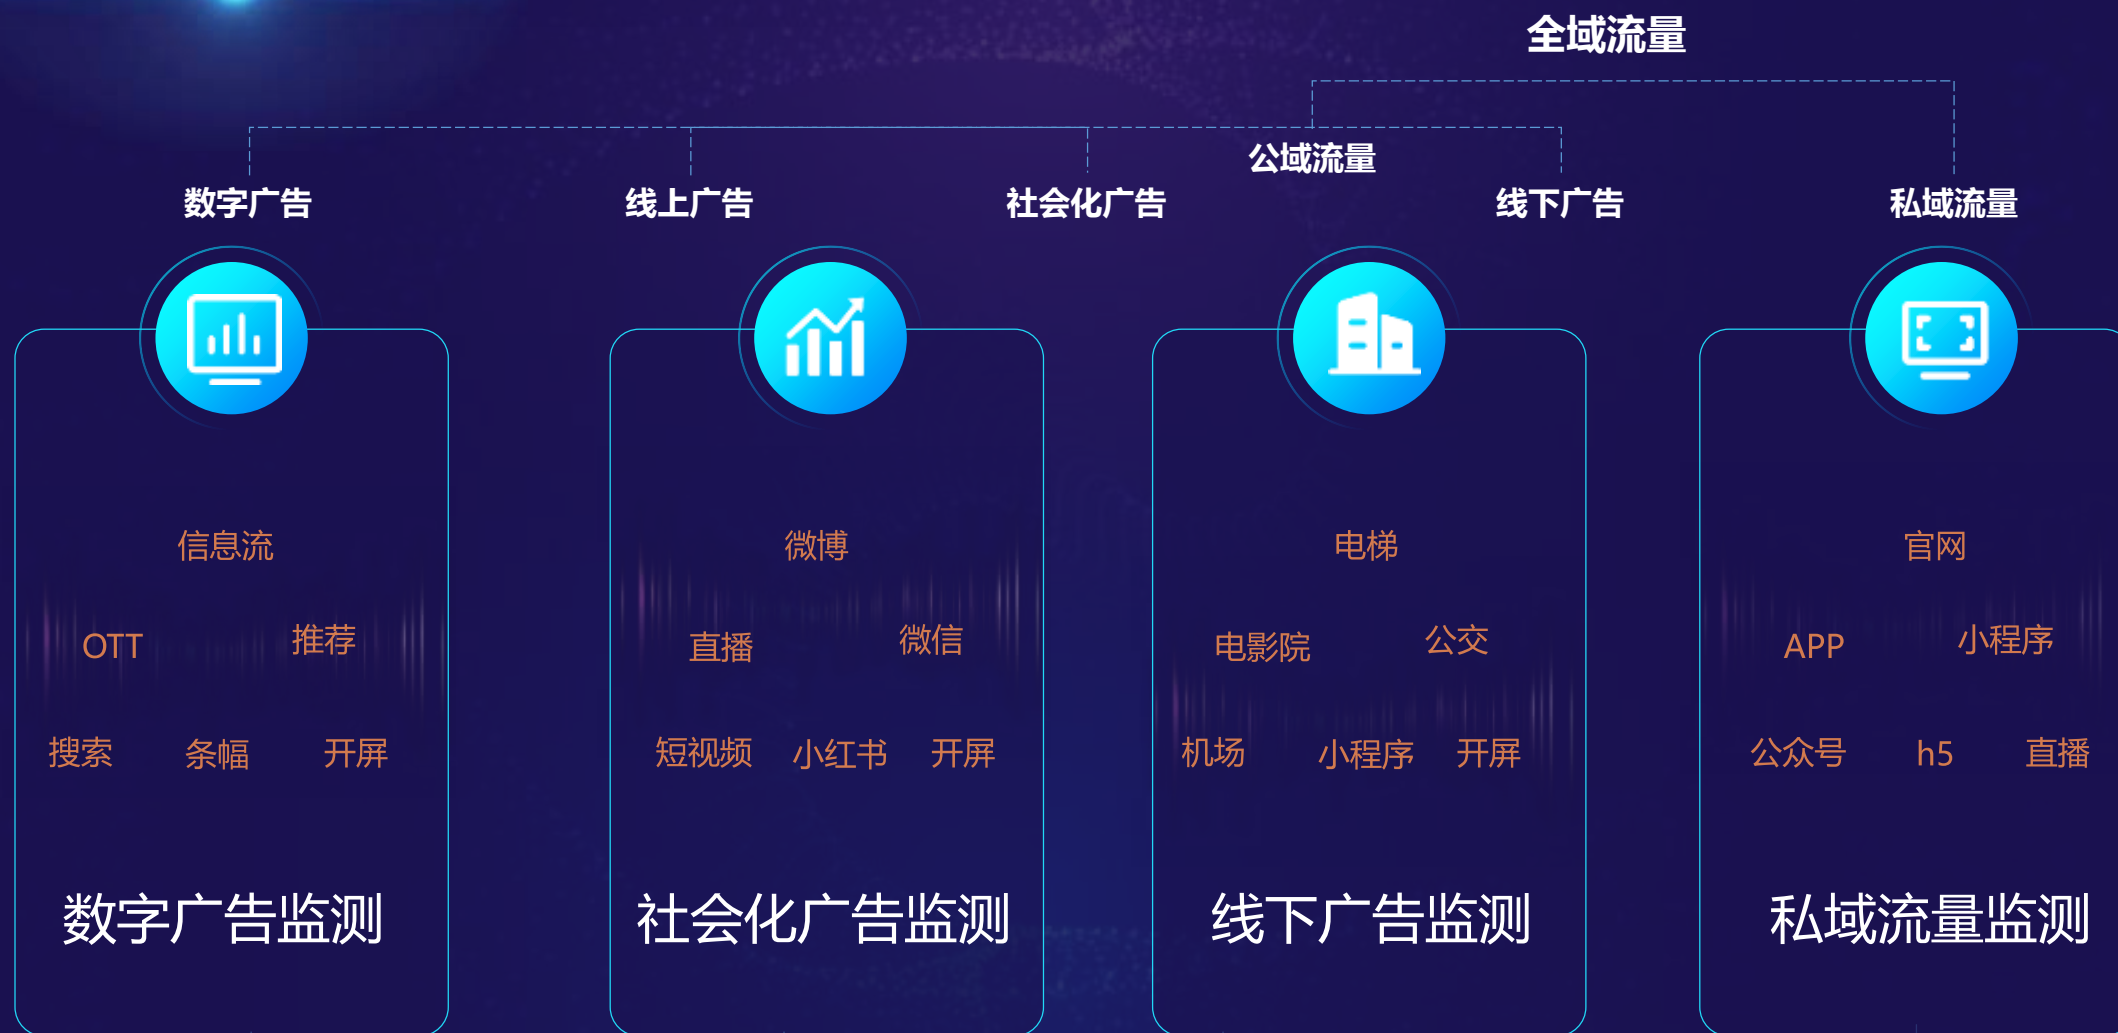 全域流量
公域流量
数字广告
线上广告
社会化广告
线下广告
私域流量
信息流
OTT
推荐
搜索
条幅
开屏
数字广告监测
微博
直播
微信
短视频
小红书
开屏
社会化广告监测
电梯
电影院
公交
机场
小程序
开屏
线下广告监测
官网
APP
小程序
公众号
h5
直播
私域流量监测